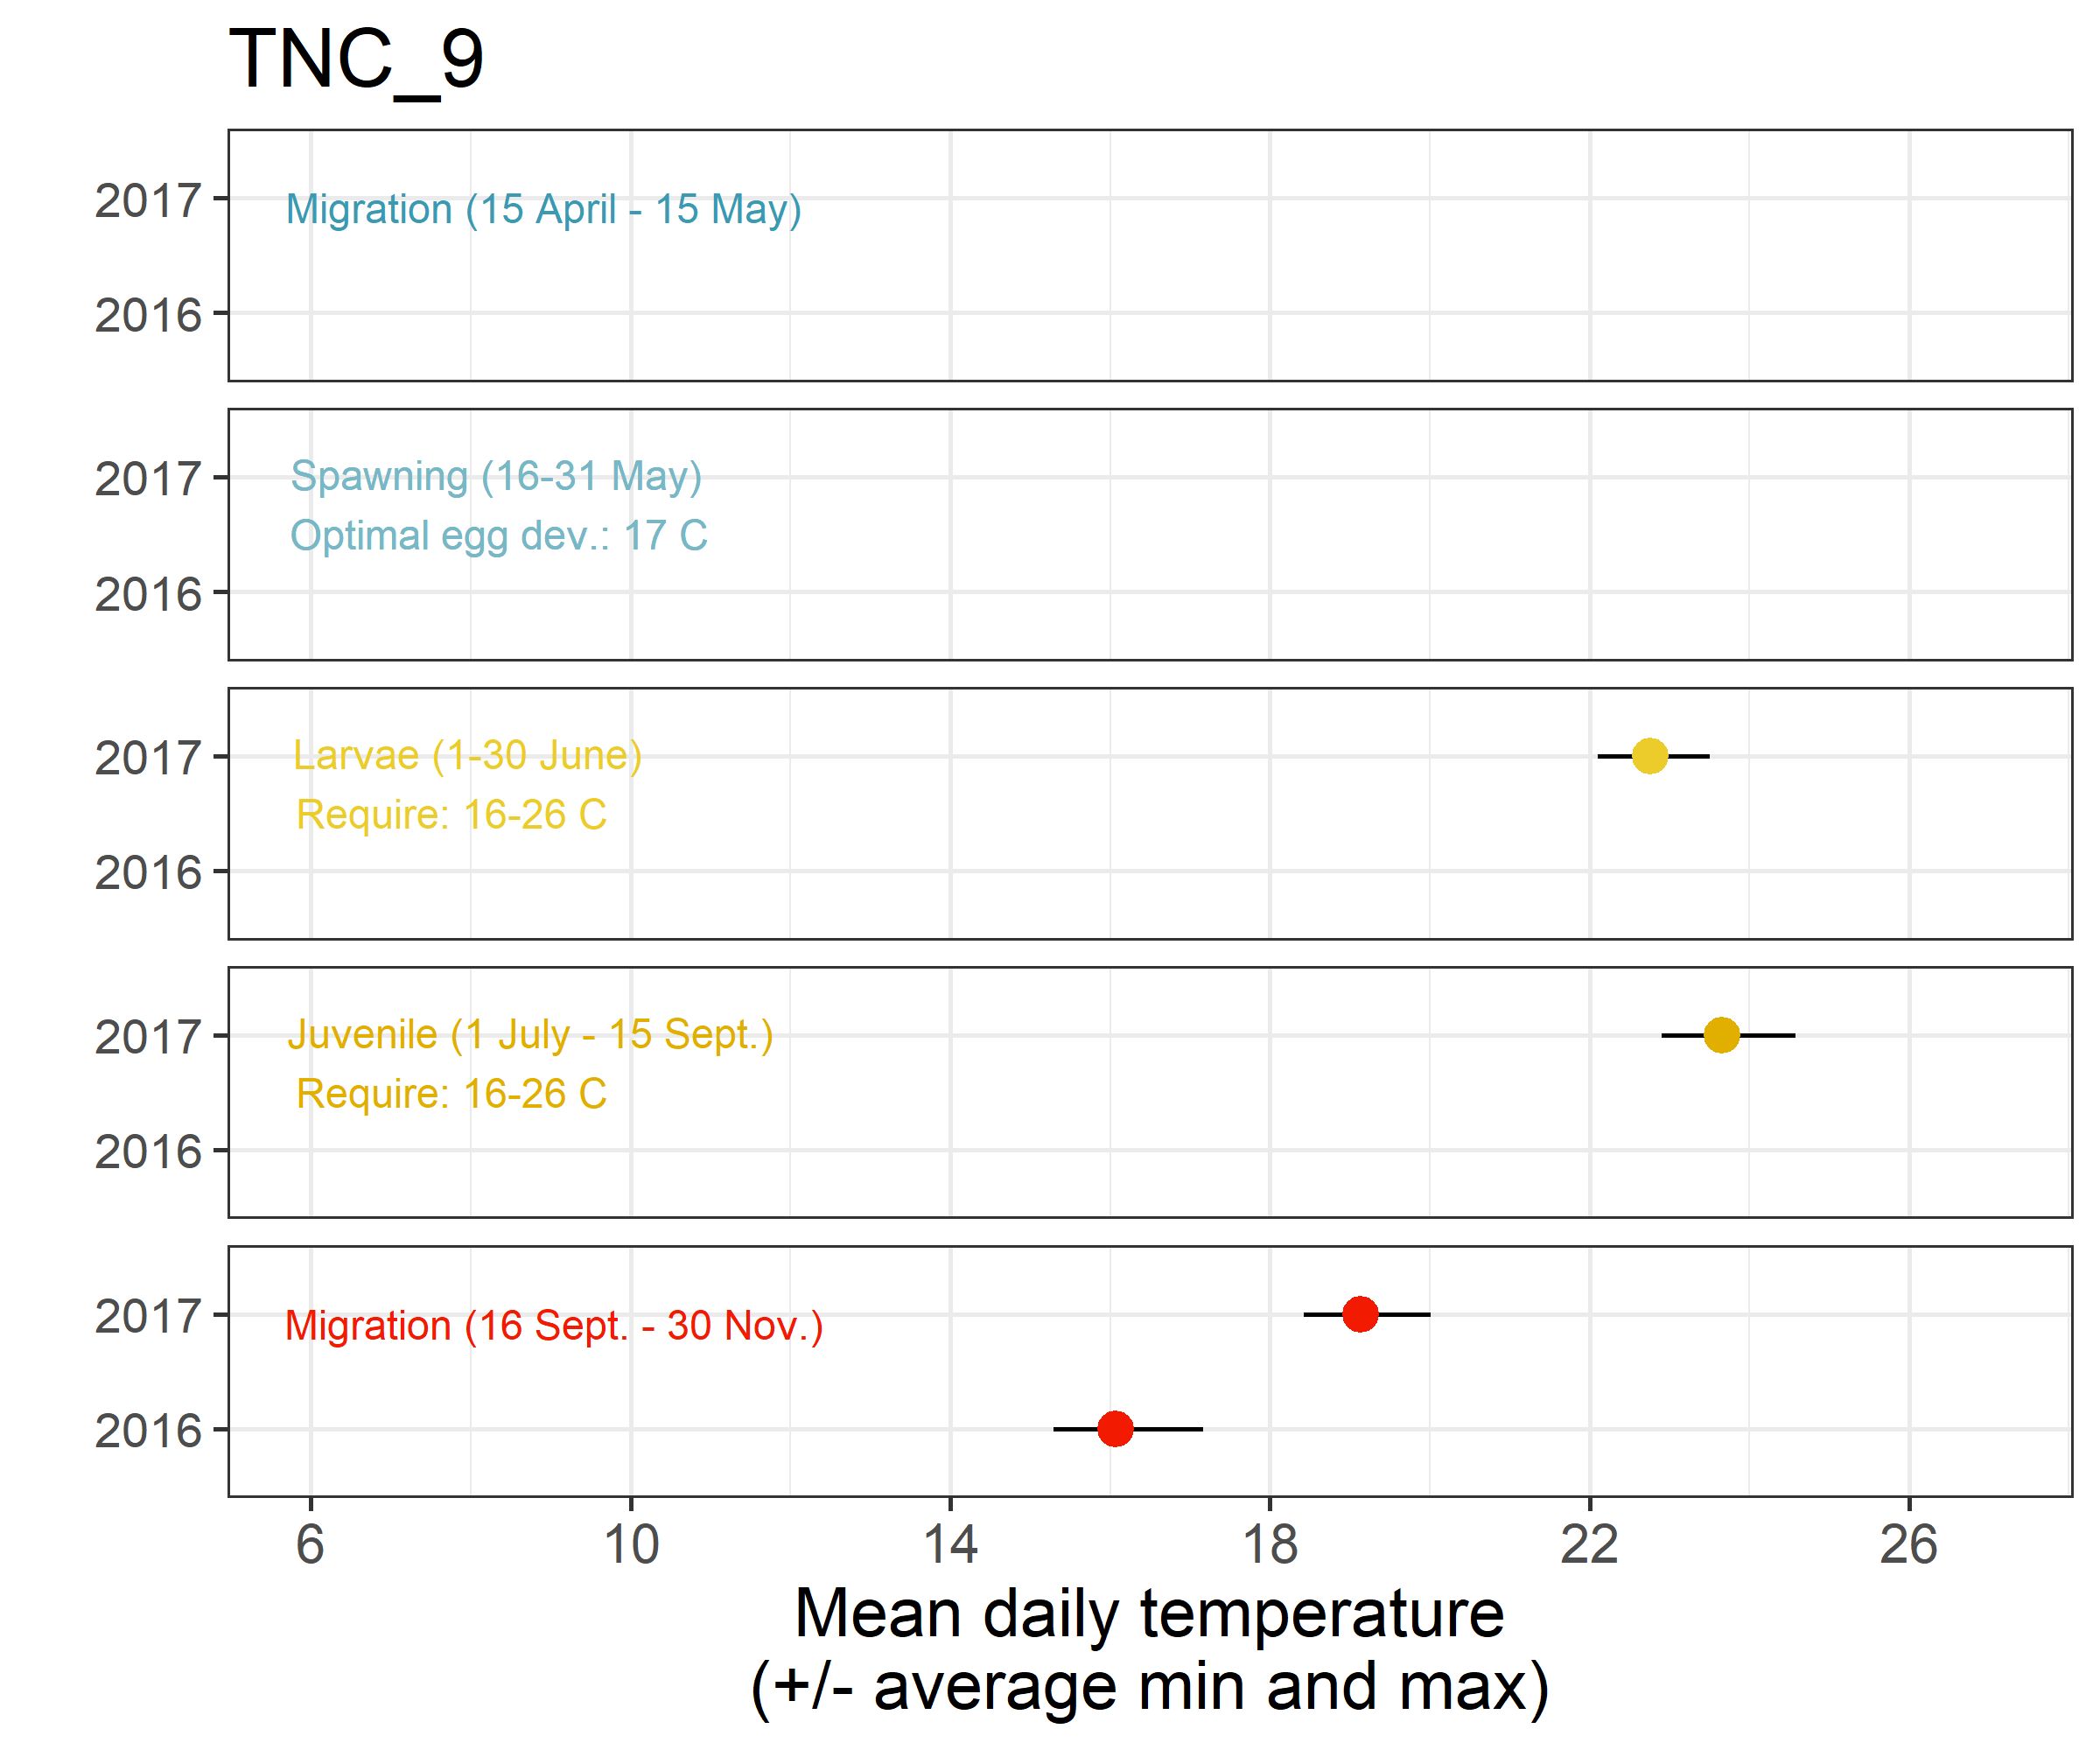 TNC_9
2017
Migration (15 April - 15 May)
2016
2017
Spawning (16-31 May)
Optimal egg dev.: 17 C
2016
2017
Larvae (1-30 June)
Require: 16-26 C
2016
2017
Juvenile (1 July - 15 Sept.)
Require: 16-26 C
2016
2017
Migration (16 Sept. - 30 Nov.)
2016
6 10 14 18 22 26
Mean daily temperature
(+/- average min and max)